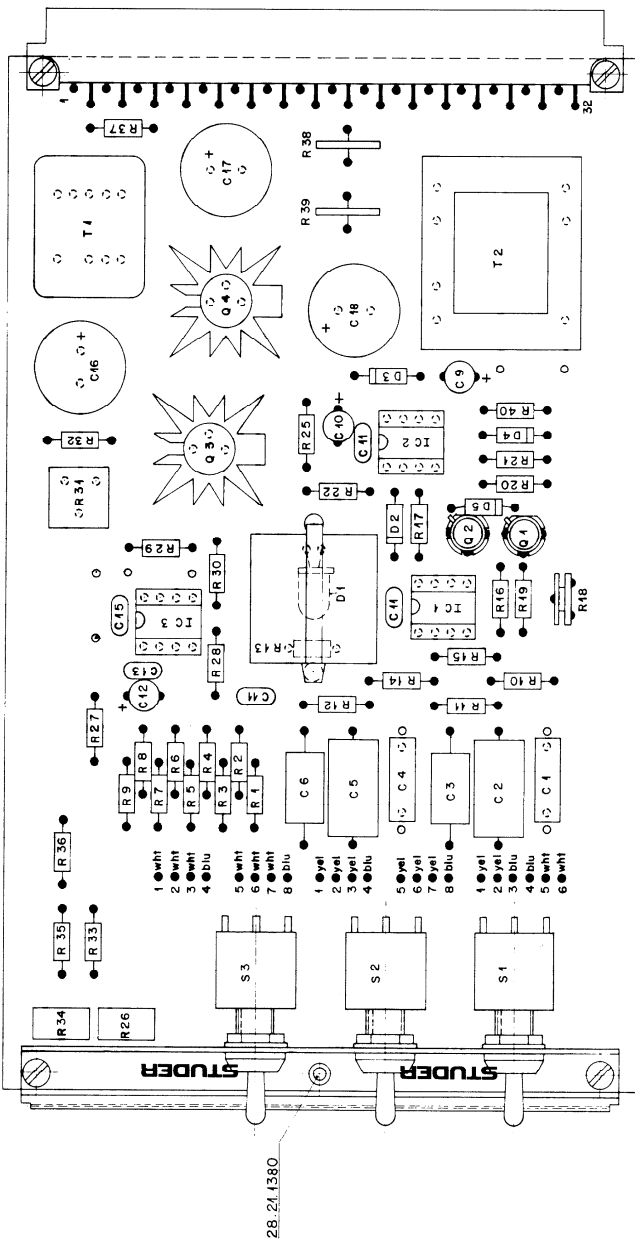 1
32
R37
T1
C17
R38
R39
Q4
C18
T2
C16
D3
C9
R32
Q3
R25
C10
C11
IC2
R40
D4
R21
R20
R31
R22
D2
R17
D5
Q2
Q1
R29
R30
D1
C15
IC3
C11
IC1
R16
R19
R18
R13
R28
C13
C12
C11
R15
R14
R12
R11
R10
R27
R9
R8
R7
R6
R5
R4
R3
R2
R1
C6
C5
C4
C3
C2
C1
R36
1 wht
2 wht
3 wht
4 blu
5 wht
6 wht
7 wht
8 blu
1 yel
2 yel
3 yel
4 blu
5 yel
6 yel
7 yel
8 blu
1 yel
2 yel
3 blu
4 blu
5 wht
6 wht
R35
R33
S3
S2
S1
R34
R26
STUDER
STUDER
28.21.1380